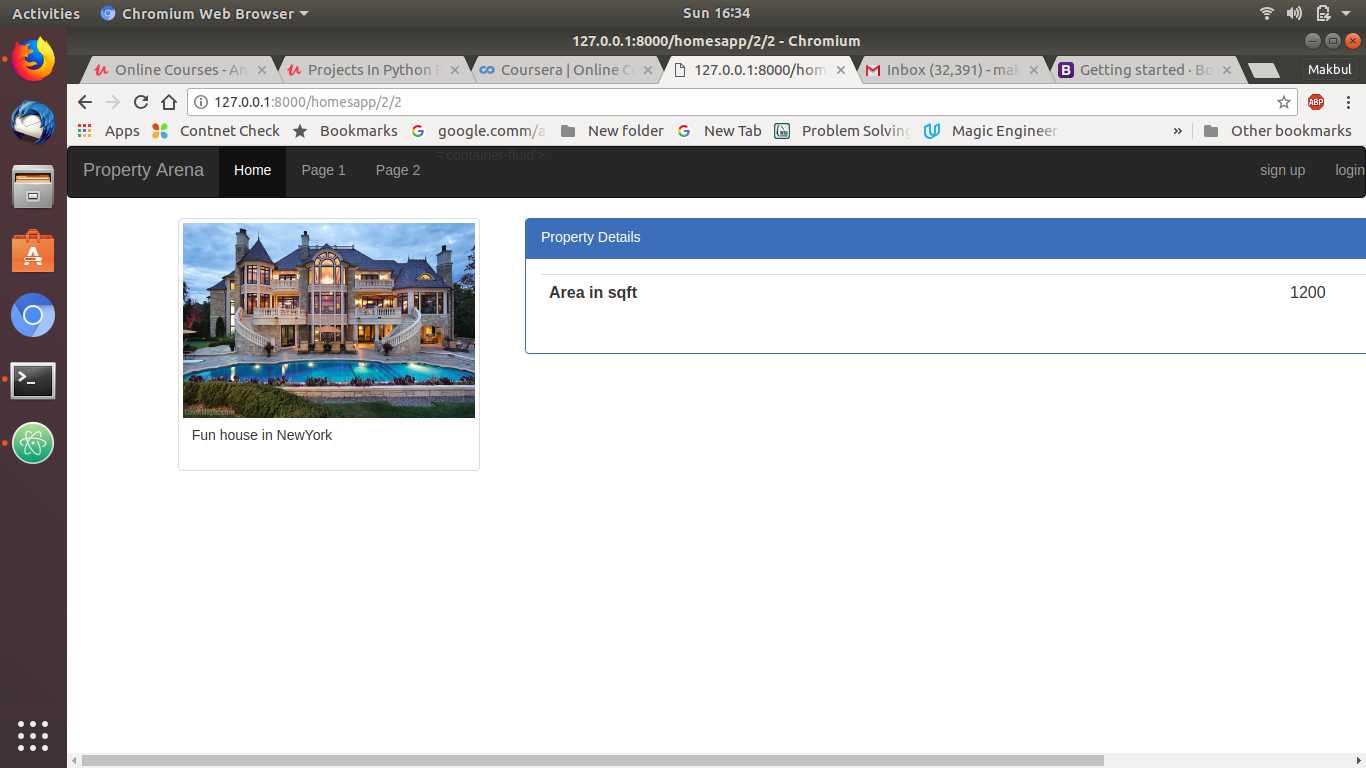 Activities Chromium Web Browser Sun 16:34
127.0.0.1:8000/homesapp/2/2 - Chromium
Online Courses - An Projects In Python F Coursera | Online C 127.0.0.1:8000/hom Inbox (32,391) - mak Getting started · Bo Makbul
127.0.0.1:8000/homesapp/2/2 ABP
Apps Contnet Check Bookmarks google.comm/a New folder New Tab Problem Solving Magic Engineer » Other bookmarks
='container-fluid'>
Property Arena Home Page 1 Page 2 sign up login
Property Details
Area in sqft 1200
Fun house in NewYork